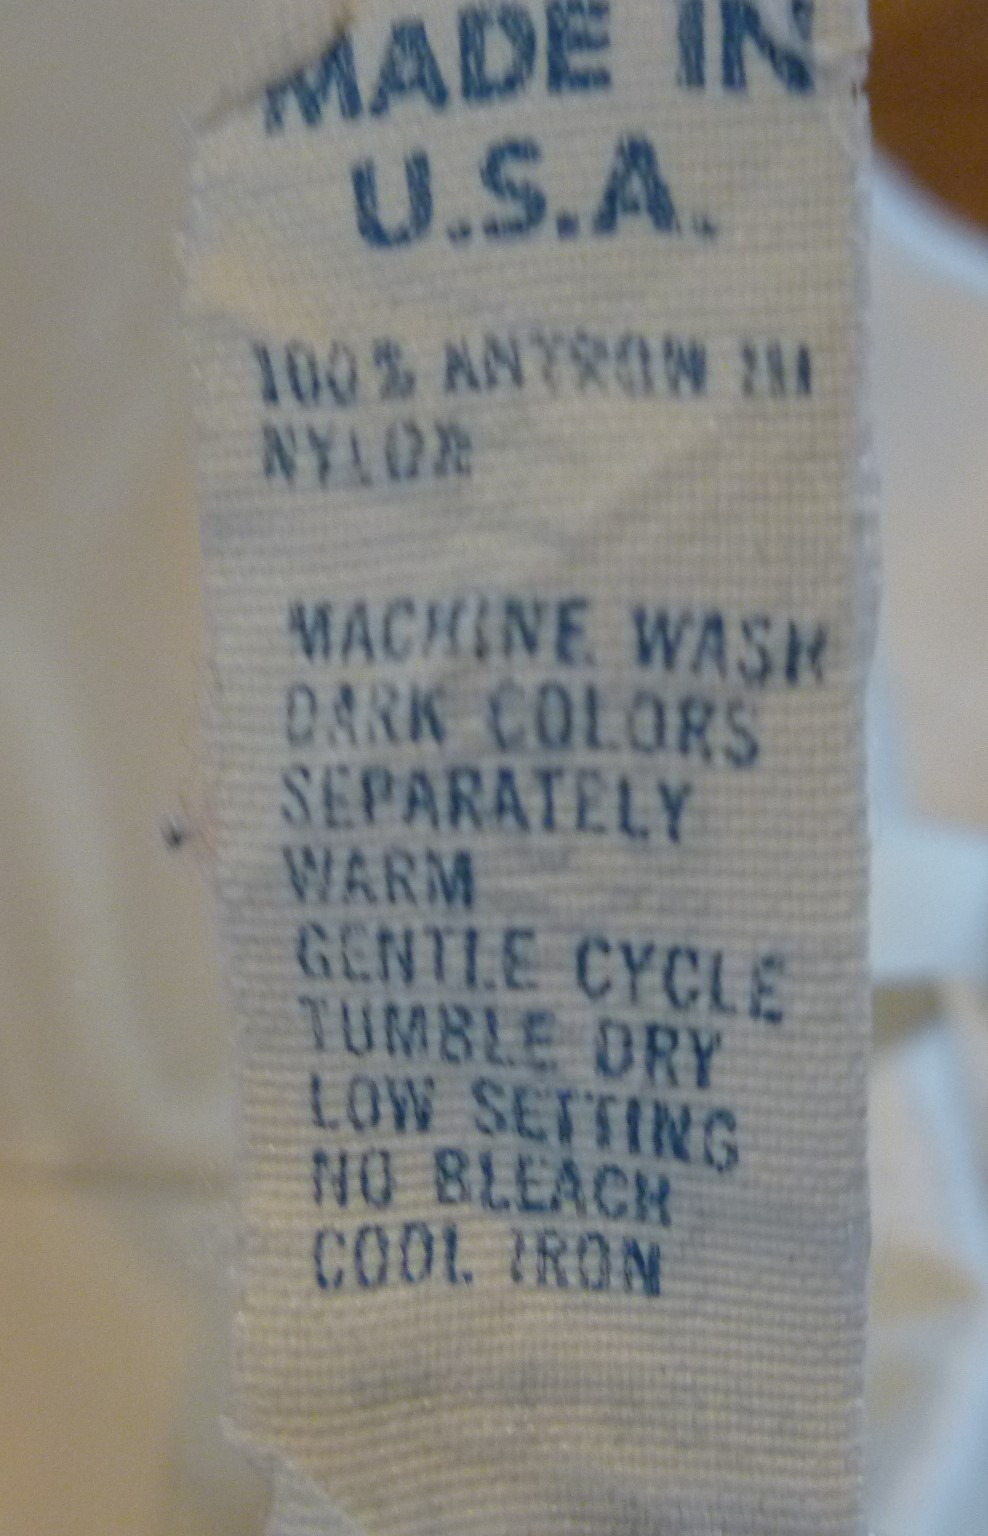 MADE IN
U.S.A.
100% ANTRON III
NYLON
MACHINE WASH
DARK COLORS
SEPARATELY
WARM
GENTLE CYCLE
TUMBLE DRY
LOW SETTING
NO BLEACH
COOL IRON